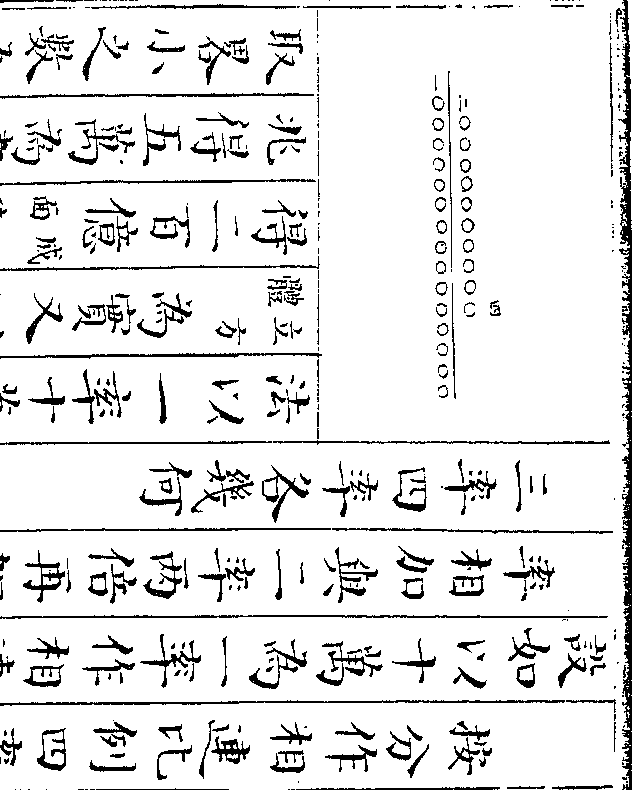 按分作相連比例四率
設如以十萬為一率作相
率相加與二率兩倍再
三率四率各幾何
法以一率十
立方
體
為實又
得二百億
成
面
兆得五萬為
取畧小之數
四
二〇〇〇〇〇〇〇〇〇〇
一〇〇〇〇〇〇〇〇〇〇〇〇〇〇〇